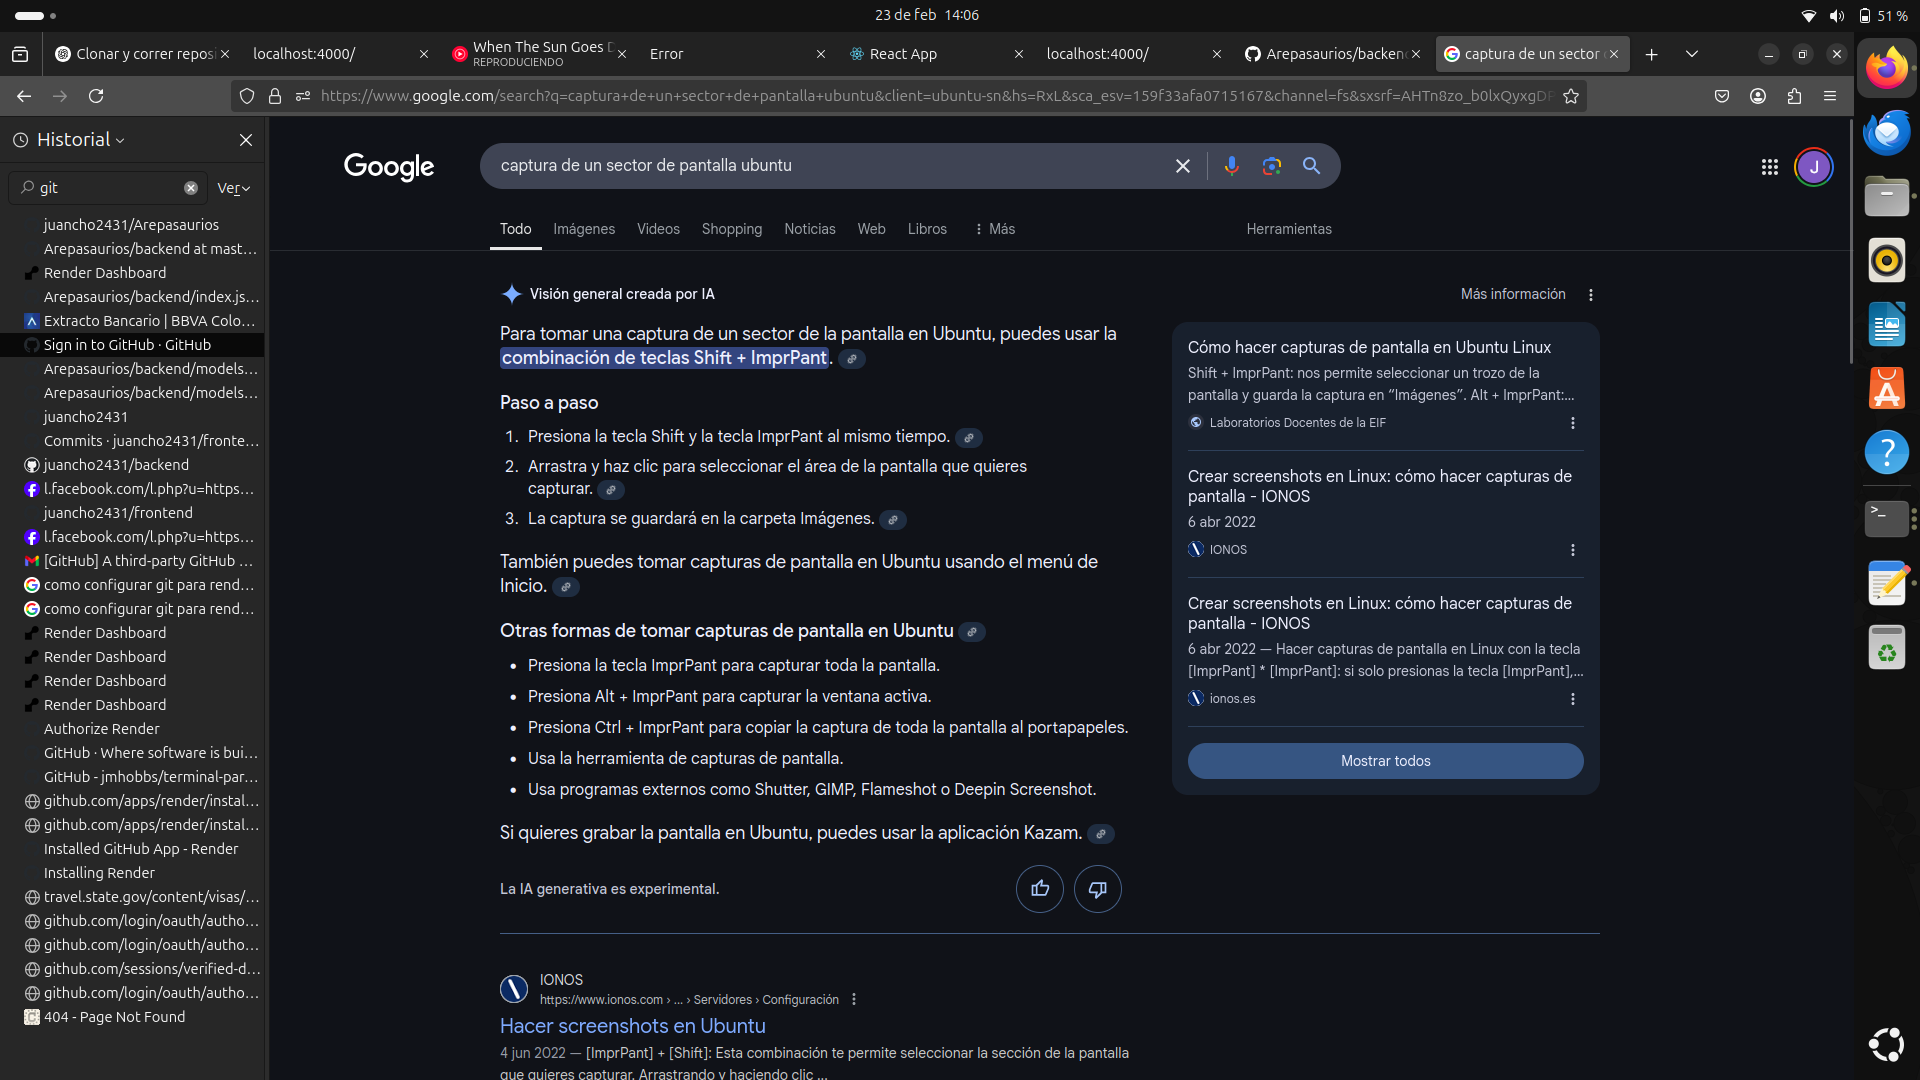 23 de feb 14:06
51 %
Clonar y correr reposi
localhost:4000/
When The Sun Goes D
REPRODUCIENDO
Error
React App
localhost:4000/
Arepasaurios/backen
captura de un sector
https://www.google.com/search?q=captura+de+un+sector+de+pantalla+ubuntu&client=ubuntu-sn&hs=RxL&sca_esv=159f33afa0715167&channel=fs&sxsrf=AHTn8zo_b0lxQyxgDP
Historial
git
Ver
juancho2431/Arepasaurios
Arepasaurios/backend at mast...
Render Dashboard
Arepasaurios/backend/index.js...
Extracto Bancario | BBVA Colo...
Sign in to GitHub · GitHub
Arepasaurios/backend/models...
Arepasaurios/backend/models...
juancho2431
Commits · juancho2431/fronte...
juancho2431/backend
l.facebook.com/l.php?u=https...
juancho2431/frontend
l.facebook.com/l.php?u=https...
[GitHub] A third-party GitHub ...
como configurar git para rend...
como configurar git para rend...
Render Dashboard
Render Dashboard
Render Dashboard
Render Dashboard
Authorize Render
GitHub · Where software is bui...
GitHub - jmhobbs/terminal-par...
github.com/apps/render/instal...
github.com/apps/render/instal...
Installed GitHub App - Render
Installing Render
travel.state.gov/content/visas/...
github.com/login/oauth/autho...
github.com/login/oauth/autho...
github.com/sessions/verified-d...
github.com/login/oauth/autho...
404 - Page Not Found
Google
captura de un sector de pantalla ubuntu
J
Todo
Imágenes
Videos
Shopping
Noticias
Web
Libros
Más
Herramientas
Visión general creada por IA
Más información
Para tomar una captura de un sector de la pantalla en Ubuntu, puedes usar la
combinación de teclas Shift + ImprPant.
Paso a paso
1. Presiona la tecla Shift y la tecla ImprPant al mismo tiempo.
2. Arrastra y haz clic para seleccionar el área de la pantalla que quieres
capturar.
3. La captura se guardará en la carpeta Imágenes.
También puedes tomar capturas de pantalla en Ubuntu usando el menú de
Inicio.
Otras formas de tomar capturas de pantalla en Ubuntu
• Presiona la tecla ImprPant para capturar toda la pantalla.
• Presiona Alt + ImprPant para capturar la ventana activa.
• Presiona Ctrl + ImprPant para copiar la captura de toda la pantalla al portapapeles.
• Usa la herramienta de capturas de pantalla.
• Usa programas externos como Shutter, GIMP, Flameshot o Deepin Screenshot.
Si quieres grabar la pantalla en Ubuntu, puedes usar la aplicación Kazam.
La IA generativa es experimental.
Cómo hacer capturas de pantalla en Ubuntu Linux
Shift + ImprPant: nos permite seleccionar un trozo de la
pantalla y guarda la captura en “Imágenes”. Alt + ImprPant:...
Laboratorios Docentes de la EIF
Crear screenshots en Linux: cómo hacer capturas de
pantalla - IONOS
6 abr 2022
IONOS
Crear screenshots en Linux: cómo hacer capturas de
pantalla - IONOS
6 abr 2022 — Hacer capturas de pantalla en Linux con la tecla
[ImprPant] * [ImprPant]: si solo presionas la tecla [ImprPant],...
ionos.es
Mostrar todos
IONOS
https://www.ionos.com › ... › Servidores › Configuración
Hacer screenshots en Ubuntu
4 jun 2022 — [ImprPant] + [Shift]: Esta combinación te permite seleccionar la sección de la pantalla
que quieres capturar. Arrastrando y haciendo clic ...